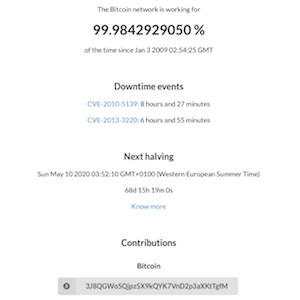 The Bitcoin network is working for
99.9842929050 %
of the time since Jan 3 2009 02:54:25 GMT
Downtime events
CVE-2010-5139: 8 hours and 27 minutes
CVE-2013-3220: 6 hours and 55 minutes
Next halving
Sun May 10 2020 03:52:10 GMT+0100 (Western European Summer Time)
68d 15h 19m 0s
Know more
Contributions
Bitcoin
3J8QGWo5Qjpz5X9kQYK7VnD2p3aXKtTgfM